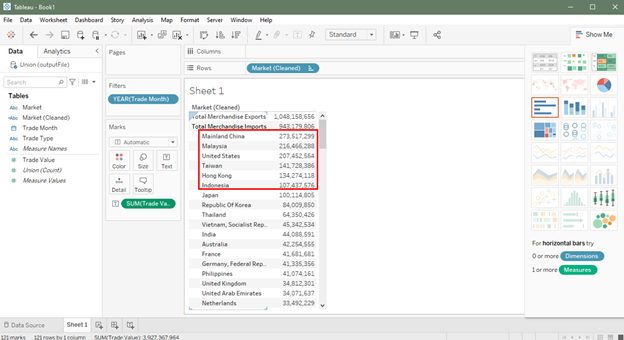 Tableau - Book1
File Data Worksheet Dashboard Story Analysis Map Format Server Window Help
Standard
Show Me
Data Analytics
Union (outputFile)
Search
Tables
Abc Market
Abc Market (Cleaned)
Trade Month
Abc Trade Type
Abc Measure Names
# Trade Value
# Union (Count)
# Measure Values
Pages
Filters
YEAR(Trade Month)
Marks
Automatic
Color Size Text
Detail Tooltip
SUM(Trade Va..
Columns
Rows Market (Cleaned)
Sheet 1
Market (Cleaned)
Total Merchandise Exports 1,048,158,656
Total Merchandise Imports 943,179,806
Mainland China 273,517,299
Malaysia 216,466,288
United States 207,452,564
Taiwan 141,728,386
Hong Kong 134,274,118
Indonesia 107,437,576
Japan 100,114,805
Republic Of Korea 84,009,850
Thailand 64,350,426
Vietnam, Socialist Rep.. 45,342,534
India 44,088,591
Australia 42,254,555
France 41,681,681
Germany, Federal Rep.. 41,335,356
Philippines 41,074,161
United Kingdom 34,812,301
United Arab Emirates 34,071,637
Netherlands 33,492,229
For horizontal bars try
0 or more Dimensions
1 or more Measures
Data Source Sheet 1
121 marks 121 rows by 1 column SUM(Trade Value): 3,927,367,964